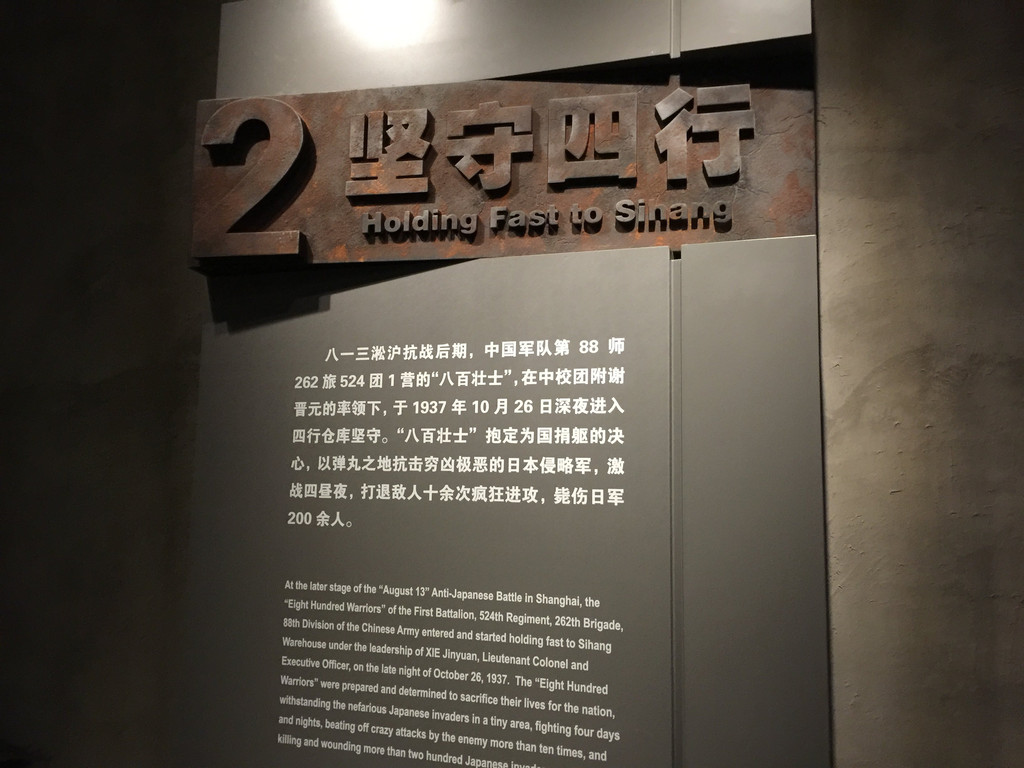 2 坚守四行
Holding Fast to Sihang
八一三淞沪抗战后期，中国军队第 88 师
262 旅 524 团 1 营的“八百壮士”，在中校团附谢
晋元的率领下，于 1937 年 10 月 26 日深夜进入
四行仓库坚守。“八百壮士”抱定为国捐躯的决
心，以弹丸之地抗击穷凶极恶的日本侵略军，激
战四昼夜，打退敌人十余次疯狂进攻，毙伤日军
200 余人。
At the later stage of the “August 13” Anti-Japanese Battle in Shanghai, the
“Eight Hundred Warriors” of the First Battalion, 524th Regiment, 262th Brigade,
88th Division of the Chinese Army entered and started holding fast to Sihang
Warehouse under the leadership of XIE Jinyuan, Lieutenant Colonel and
Executive Officer, on the late night of October 26, 1937. The “Eight Hundred
Warriors” were prepared and determined to sacrifice their lives for the nation,
withstanding the nefarious Japanese invaders in a tiny area, fighting four days
and nights, beating off crazy attacks by the enemy more than ten times, and
killing and wounding more than two hundred Japanese